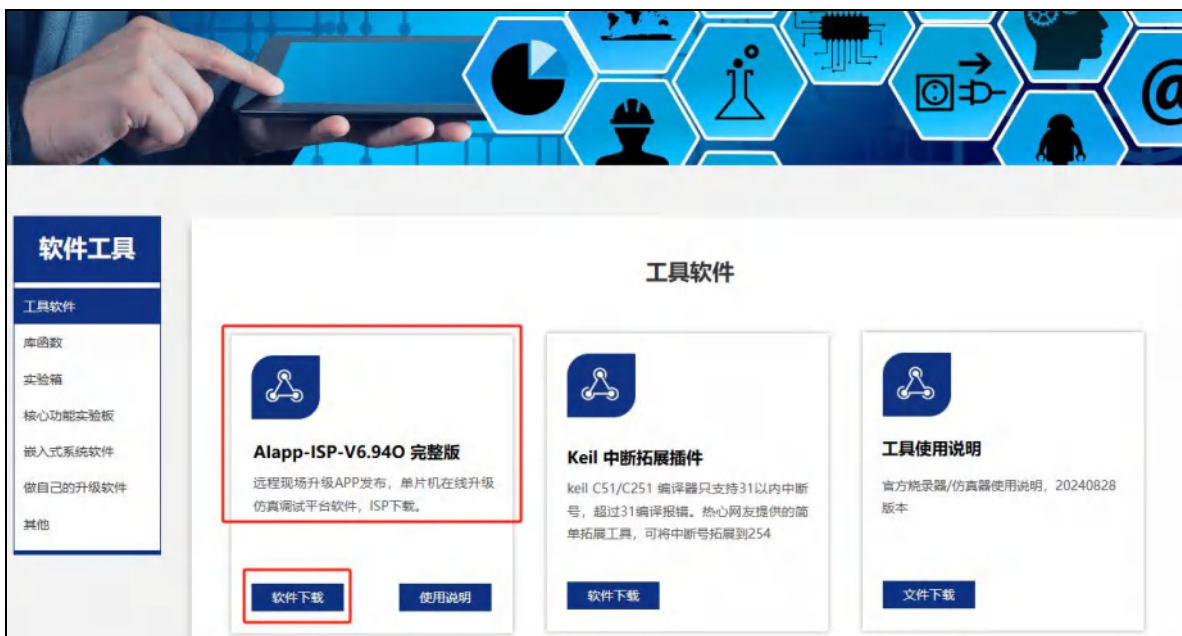 @
软件工具
工具软件
库函数
实验箱
核心功能实验板
嵌入式系统软件
做自己的升级软件
其他
工具软件
AIapp-ISP-V6.94O 完整版
远程现场升级APP发布，单片机在线升级
仿真调试平台软件，ISP下载。
软件下载
使用说明
Keil 中断拓展插件
keil C51/C251 编译器只支持31以内中断
号，超过31编译报错。热心网友提供的简
单拓展工具，可将中断号拓展到254
软件下载
工具使用说明
官方烧录器/仿真器使用说明，20240828
版本
文件下载